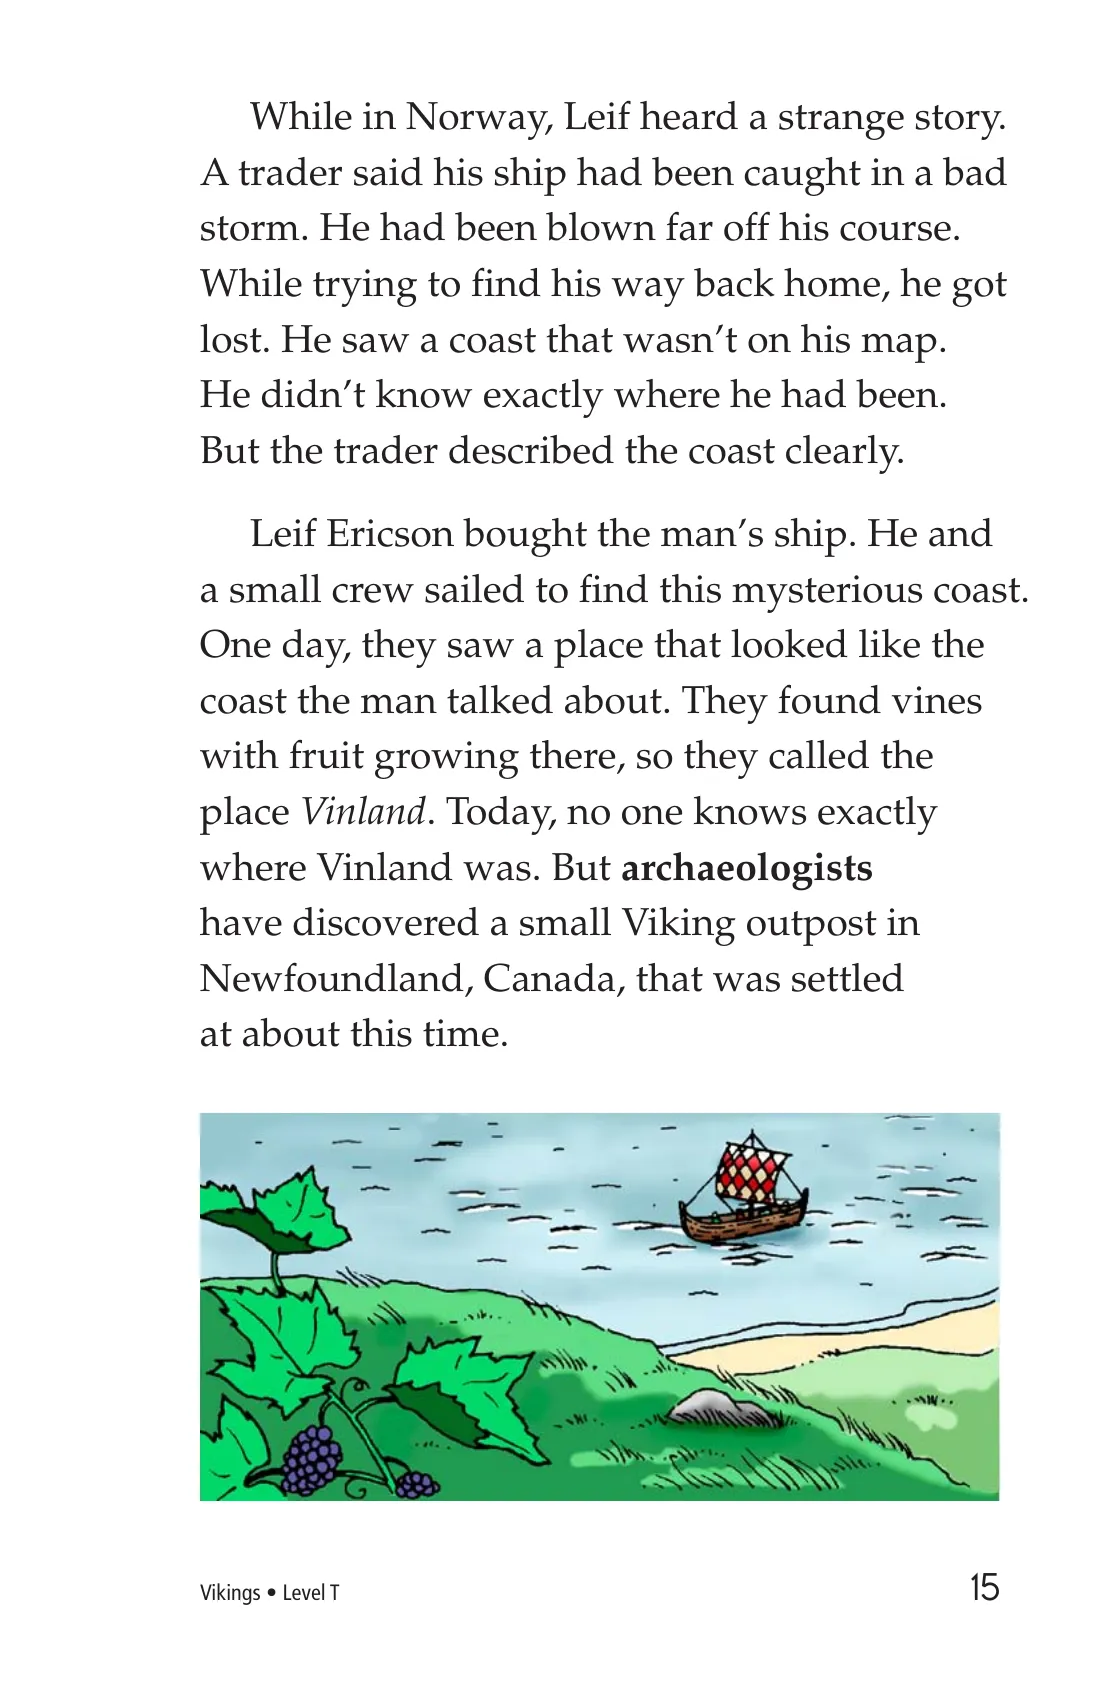 While in Norway, Leif heard a strange story.
A trader said his ship had been caught in a bad
storm. He had been blown far off his course.
While trying to find his way back home, he got
lost. He saw a coast that wasn’t on his map.
He didn’t know exactly where he had been.
But the trader described the coast clearly.
Leif Ericson bought the man’s ship. He and
a small crew sailed to find this mysterious coast.
One day, they saw a place that looked like the
coast the man talked about. They found vines
with fruit growing there, so they called the
place Vinland. Today, no one knows exactly
where Vinland was. But archaeologists
have discovered a small Viking outpost in
Newfoundland, Canada, that was settled
at about this time.
Vikings • Level T
15